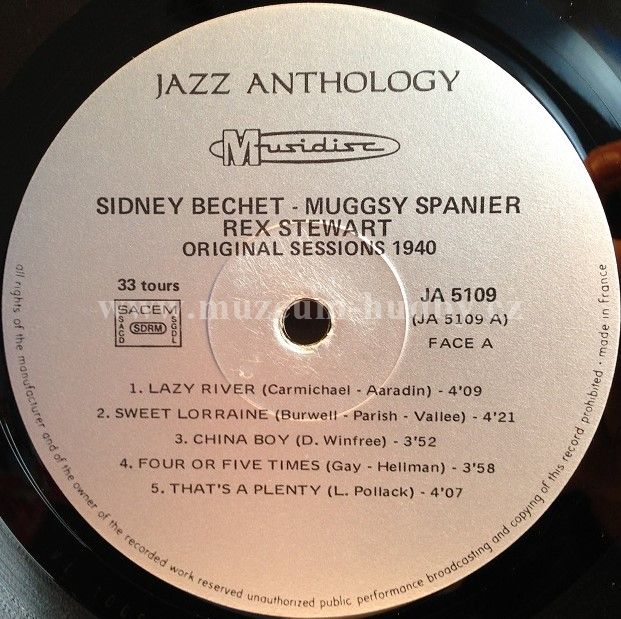 JAZZ ANTHOLOGY
Musidisc
SIDNEY BECHET - MUGGSY SPANIER
REX STEWART
ORIGINAL SESSIONS 1940
33 tours
SACEM
SACD
SDRM
SGDL
JA 5109
(JA 5109 A)
FACE A
1. LAZY RIVER (Carmichael - Aaradin) - 4'09
2. SWEET LORRAINE (Burwell - Parish - Vallee) - 4'21
3. CHINA BOY (D. Winfree) - 3'52
4. FOUR OR FIVE TIMES (Gay - Hellman) - 3'58
5. THAT'S A PLENTY (L. Pollack) - 4'07
all rights of the manufacturer and of the owner of the recorded work reserved unauthorized public performance broadcasting and copying of this record prohibited - made in france